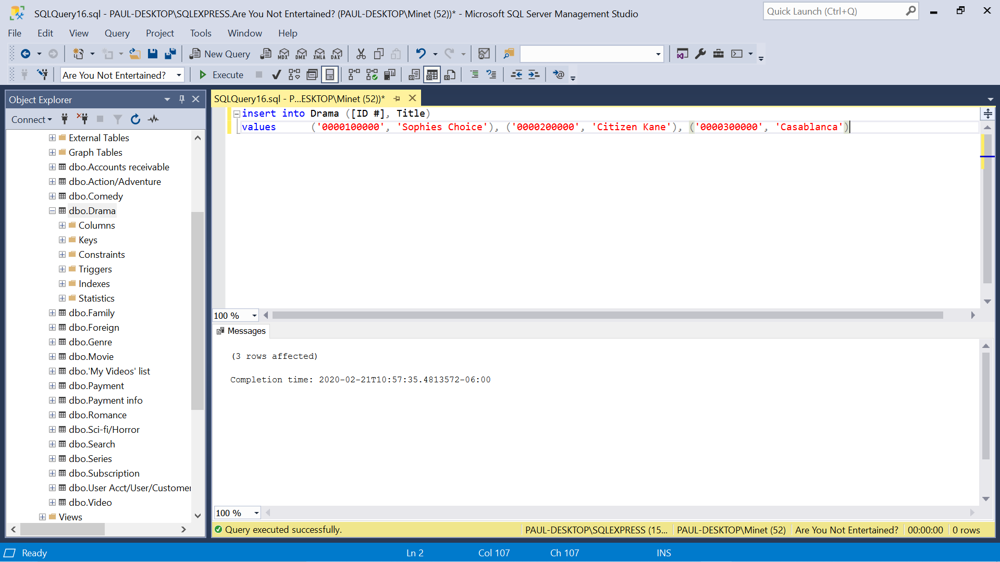 SQLQuery16.sql - PAUL-DESKTOP\SQLEXPRESS.Are You Not Entertained? (PAUL-DESKTOP\Minet (52))* - Microsoft SQL Server Management Studio
Quick Launch (Ctrl+Q)
File Edit View Query Project Tools Window Help
New Query MDX DMX XMLA DAX
Are You Not Entertained? Execute
Object Explorer
SQLQuery16.sql - P...ESKTOP\Minet (52))*
Connect
insert into Drama ([ID #], Title)
values ('0000100000', 'Sophies Choice'), ('0000200000', 'Citizen Kane'), ('0000300000', 'Casablanca')
External Tables
Graph Tables
dbo.Accounts receivable
dbo.Action/Adventure
dbo.Comedy
dbo.Drama
Columns
Keys
Constraints
Triggers
Indexes
Statistics
dbo.Family
dbo.Foreign
dbo.Genre
dbo.Movie
dbo.'My Videos' list
dbo.Payment
dbo.Payment info
dbo.Romance
dbo.Sci-fi/Horror
dbo.Search
dbo.Series
dbo.Subscription
dbo.User Acct/User/Customer
dbo.Video
Views
100 %
Messages
(3 rows affected)
Completion time: 2020-02-21T10:57:35.4813572-06:00
100 %
Query executed successfully. PAUL-DESKTOP\SQLEXPRESS (15... PAUL-DESKTOP\Minet (52) Are You Not Entertained? 00:00:00 0 rows
Ready Ln 2 Col 107 Ch 107 INS